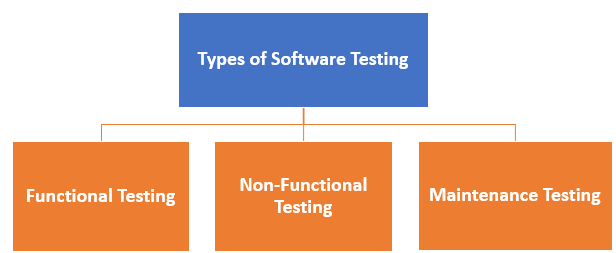 Types of Software Testing
Functional Testing
Non-Functional
Testing
Maintenance Testing